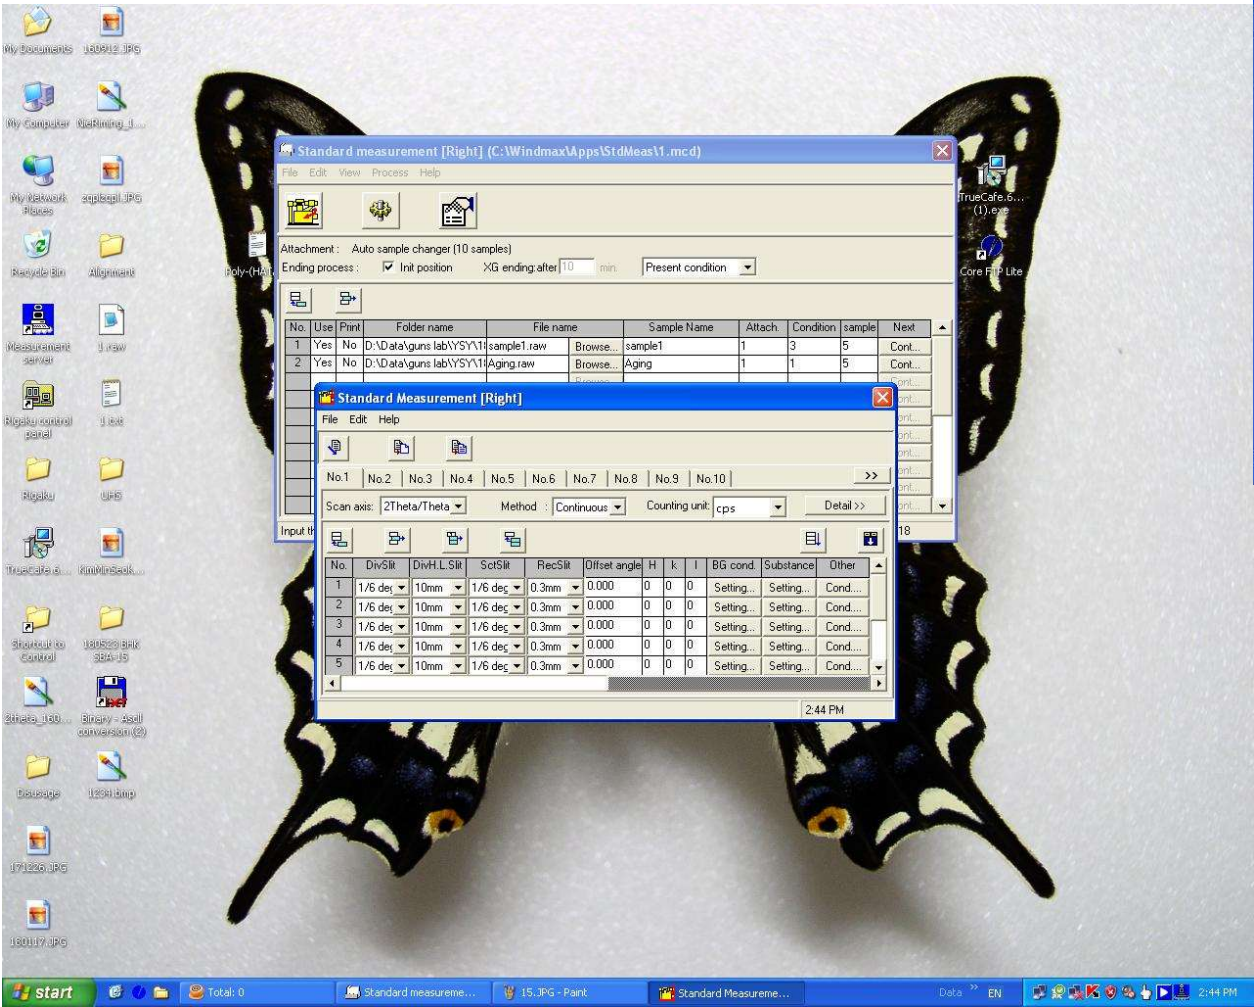 My Documents
160912.JPG
My Computer
NieRiming_1...
My Network
Places
zqplzqpl.JPG
Recycle Bin
Alignment
Measurement
server
1.raw
Rigaku control
panel
1.txt
Rigaku
UPS
TrueCafe.6...
KimMinSeok...
Shortcut to
Control
180523 BHK
SBA-15
2theta_160...
Binary - Ascii
conversion (2)
Dausage
1234.bmp
171226.JPG
180117.JPG
Poly-(HA
TrueCafe.6...
(1).exe
Core FTP Lite
Standard measurement [Right] (C:\Windmax\Apps\StdMeas\1.mcd)
File Edit View Process Help
Attachment : Auto sample changer (10 samples)
Ending process : Init position XG ending:after 10 min. Present condition
No. Use Print Folder name File name Sample Name Attach. Condition sample Next
1 Yes No D:\Data\guns lab\YSY\1 sample1.raw Browse... sample1 1 3 5 Cont...
2 Yes No D:\Data\guns lab\YSY\1 Aging.raw Browse... Aging 1 1 5 Cont...
Input th
18
Standard Measurement [Right]
File Edit Help
No.1 No.2 No.3 No.4 No.5 No.6 No.7 No.8 No.9 No.10 >>
Scan axis: 2Theta/Theta Method : Continuous Counting unit: cps Detail >>
No. DivSlit DivH.L.Slit SctSlit RecSlit Offset angle H k l BG cond. Substance Other
1 1/6 deg 10mm 1/6 deg 0.3mm 0.000 0 0 0 Setting... Setting... Cond....
2 1/6 deg 10mm 1/6 deg 0.3mm 0.000 0 0 0 Setting... Setting... Cond....
3 1/6 deg 10mm 1/6 deg 0.3mm 0.000 0 0 0 Setting... Setting... Cond....
4 1/6 deg 10mm 1/6 deg 0.3mm 0.000 0 0 0 Setting... Setting... Cond....
5 1/6 deg 10mm 1/6 deg 0.3mm 0.000 0 0 0 Setting... Setting... Cond....
2:44 PM
start Total: 0 Standard measureme... 15.JPG - Paint Standard Measureme... Data » EN 2:44 PM